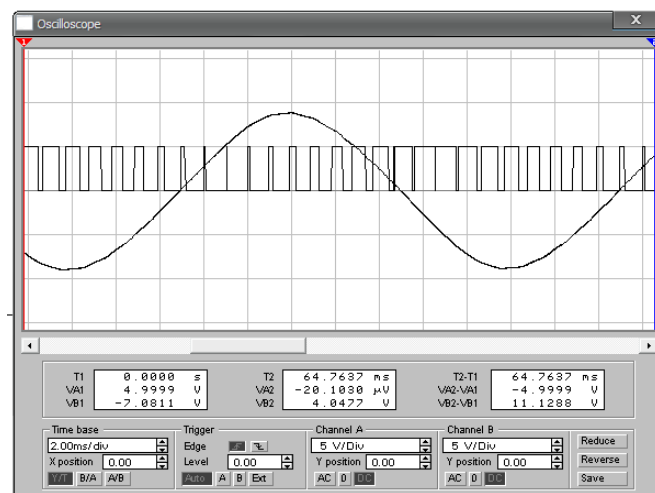 Oscilloscope
X
1
T1 0.0000 s T2 64.7637 ms T2-T1 64.7637 ms
VA1 4.9999 V VA2 -20.1030 µV VA2-VA1 -4.9999 V
VB1 -7.0811 V VB2 4.0477 V VB2-VB1 11.1288 V
Time base Trigger Channel A Channel B
2.00ms/div Edge 5 V/Div 5 V/Div Reduce
X position 0.00 Level 0.00 Y position 0.00 Y position 0.00 Reverse
Y/T B/A A/B Auto A B Ext AC 0 DC AC 0 DC Save